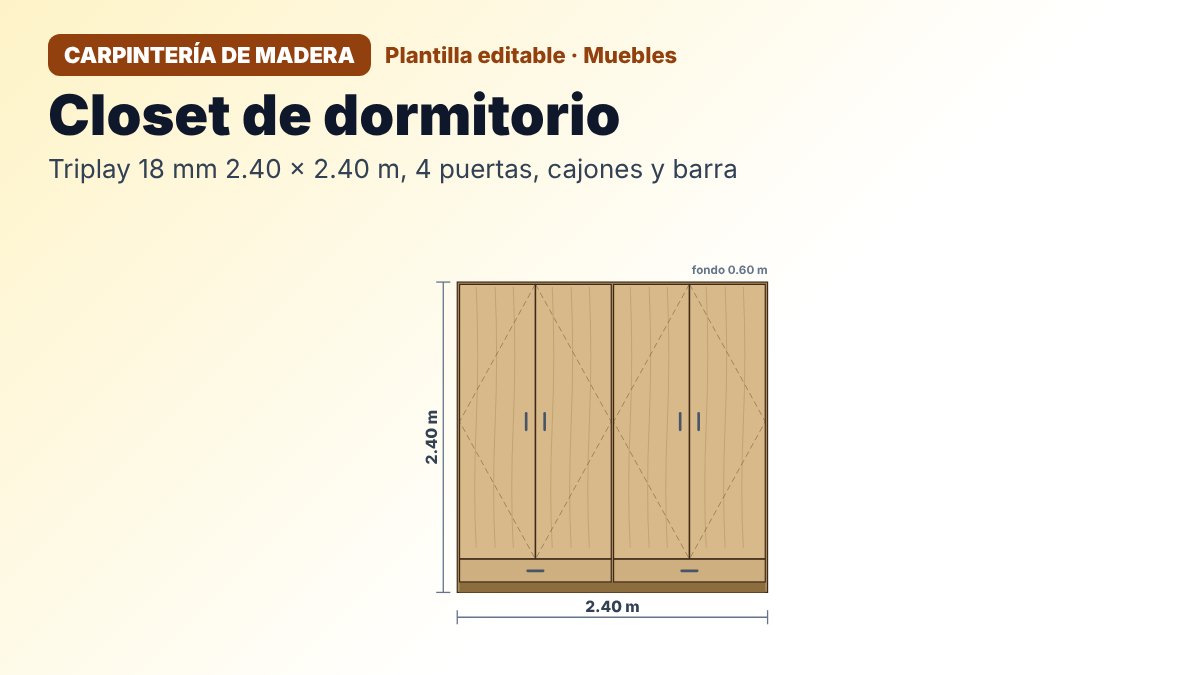 CARPINTERÍA DE MADERA Plantilla editable · Muebles
Closet de dormitorio
Triplay 18 mm 2.40 × 2.40 m, 4 puertas, cajones y barra
fondo 0.60 m
2.40 m
2.40 m